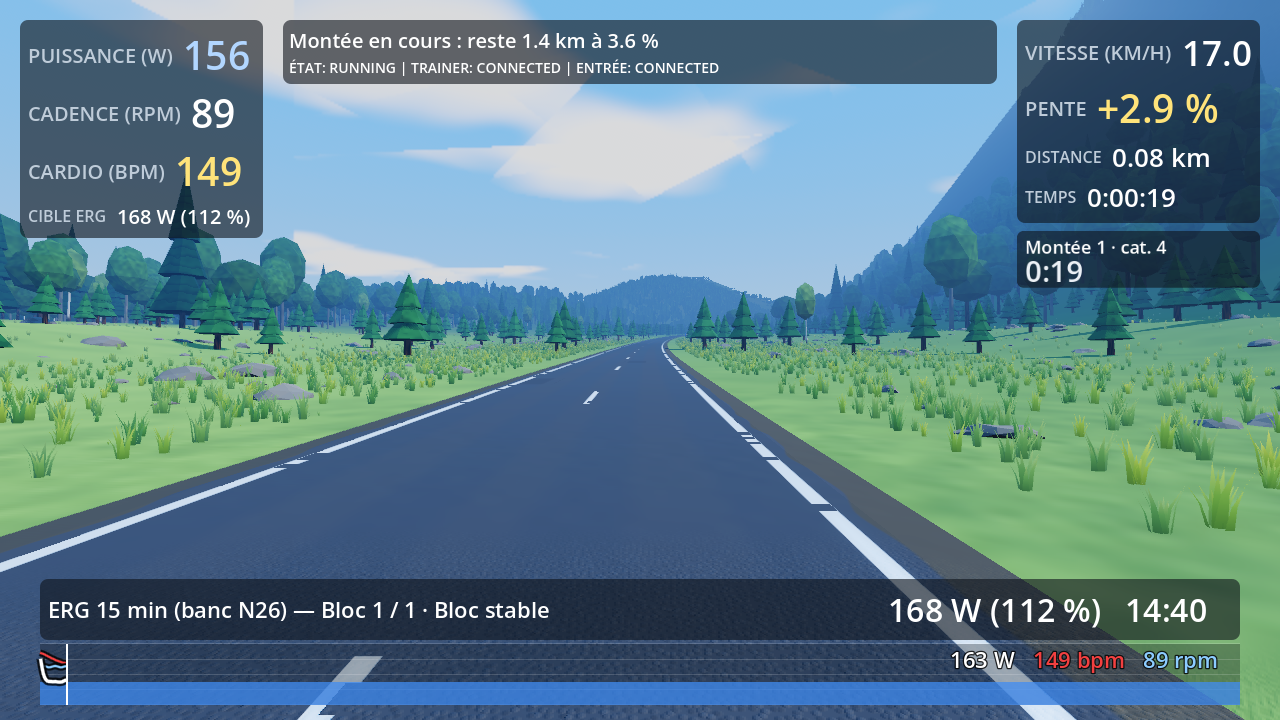 PUISSANCE (W) 156
CADENCE (RPM) 89
CARDIO (BPM) 149
CIBLE ERG 168 W (112 %)
Montée en cours : reste 1.4 km à 3.6 %
ÉTAT: RUNNING | TRAINER: CONNECTED | ENTRÉE: CONNECTED
VITESSE (KM/H) 17.0
PENTE +2.9 %
DISTANCE 0.08 km
TEMPS 0:00:19
Montée 1 · cat. 4
0:19
ERG 15 min (banc N26) — Bloc 1 / 1 · Bloc stable 168 W (112 %) 14:40
163 W 149 bpm 89 rpm